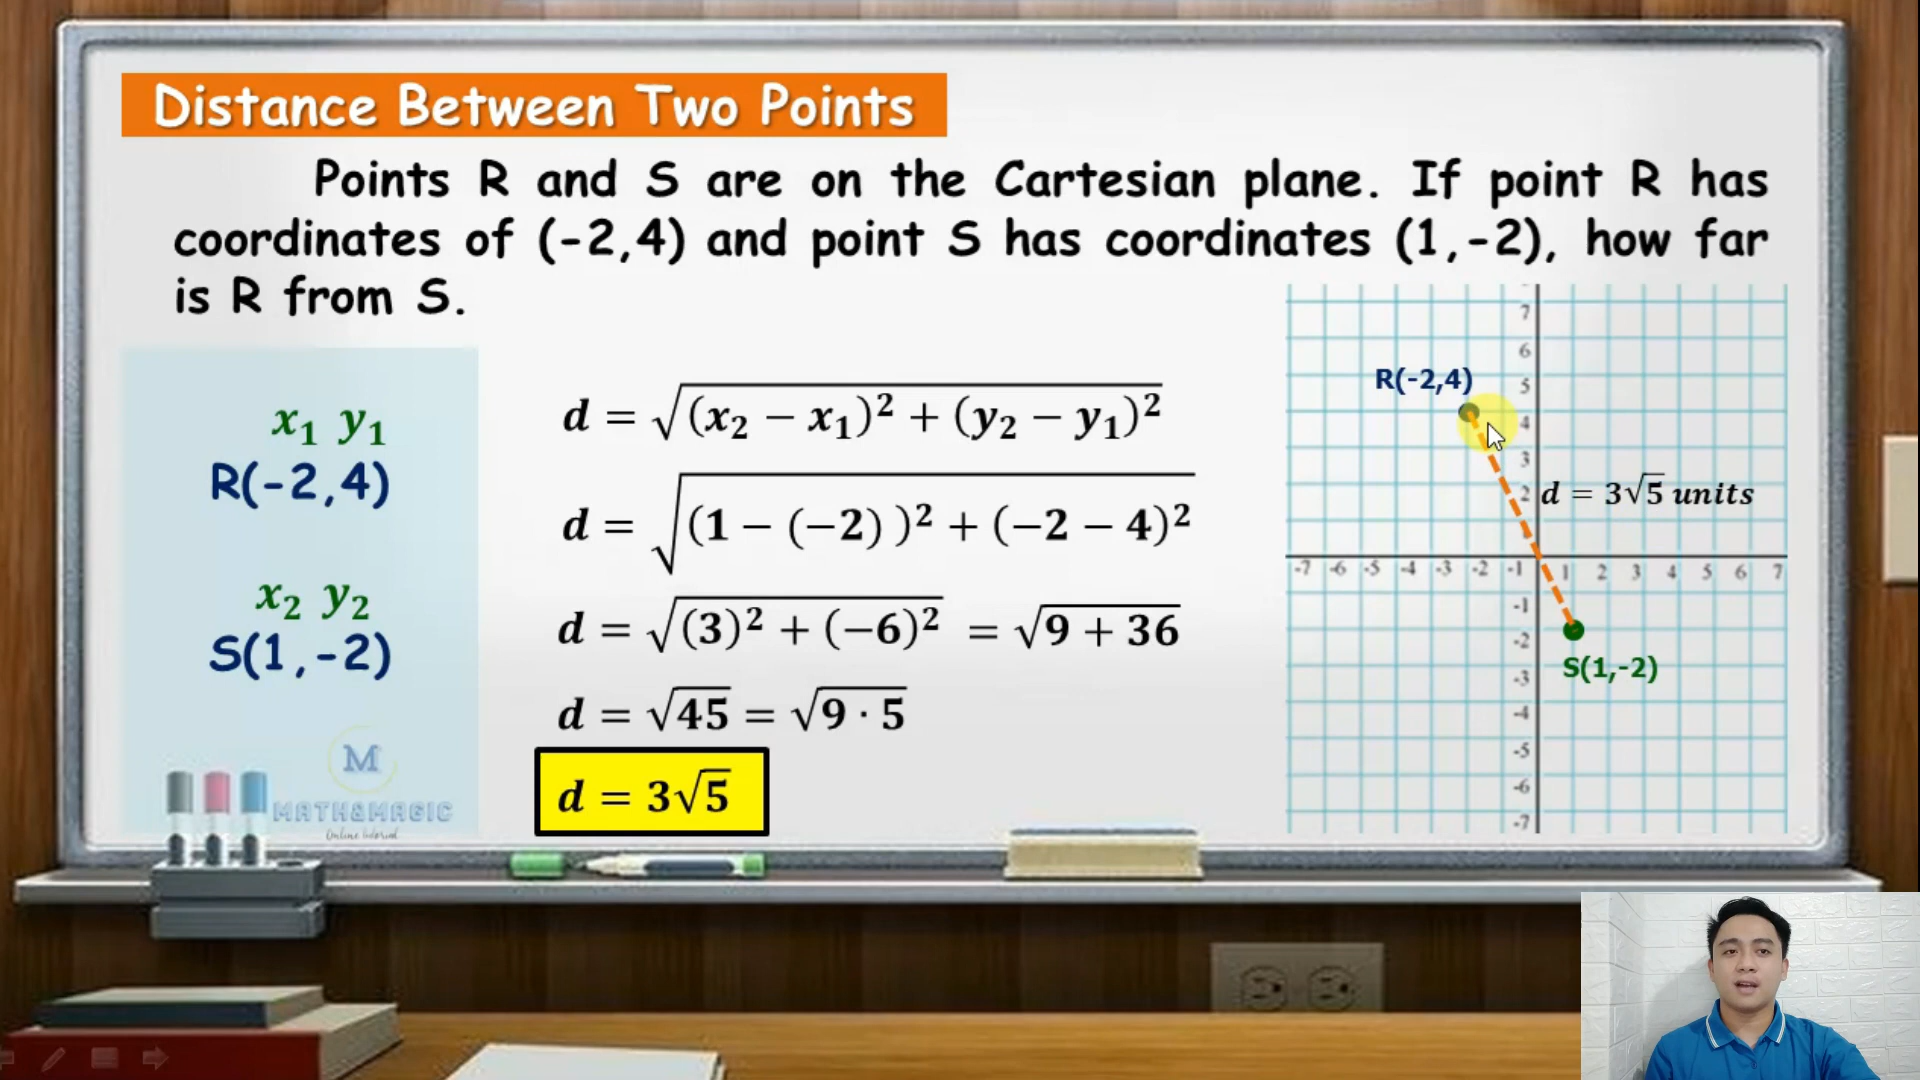 Distance Between Two Points
Points R and S are on the Cartesian plane. If point R has
coordinates of (-2,4) and point S has coordinates (1,-2), how far
is R from S.
x₁ y₁
R(-2,4)
x₂ y₂
S(1,-2)
M
MATH&MAGIC
Online tutorial
d = √((x₂ − x₁)² + (y₂ − y₁)²)
d = √((1 − (−2) )² + (−2 − 4)²)
d = √((3)² + (−6)²) = √(9 + 36)
d = √45 = √(9 · 5)
d = 3√5
7
6
R(-2,4)
5
4
3
2
d = 3√5 units
-7 -6 -5 -4 -3 -2 -1 1 2 3 4 5 6 7
-1
-2
S(1,-2)
-3
-4
-5
-6
-7